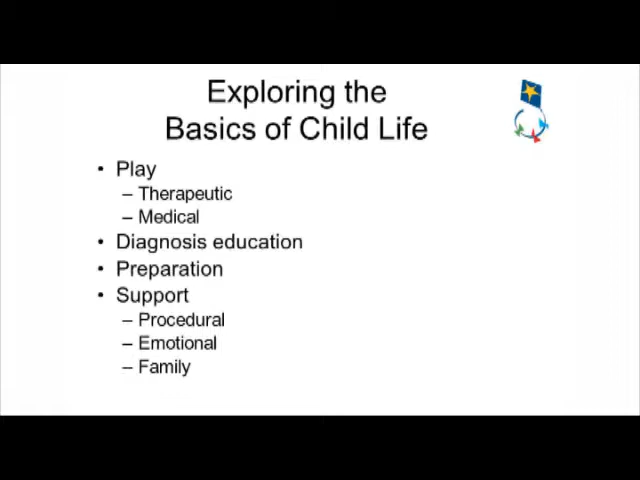 Exploring the
Basics of Child Life
• Play
– Therapeutic
– Medical
• Diagnosis education
• Preparation
• Support
– Procedural
– Emotional
– Family